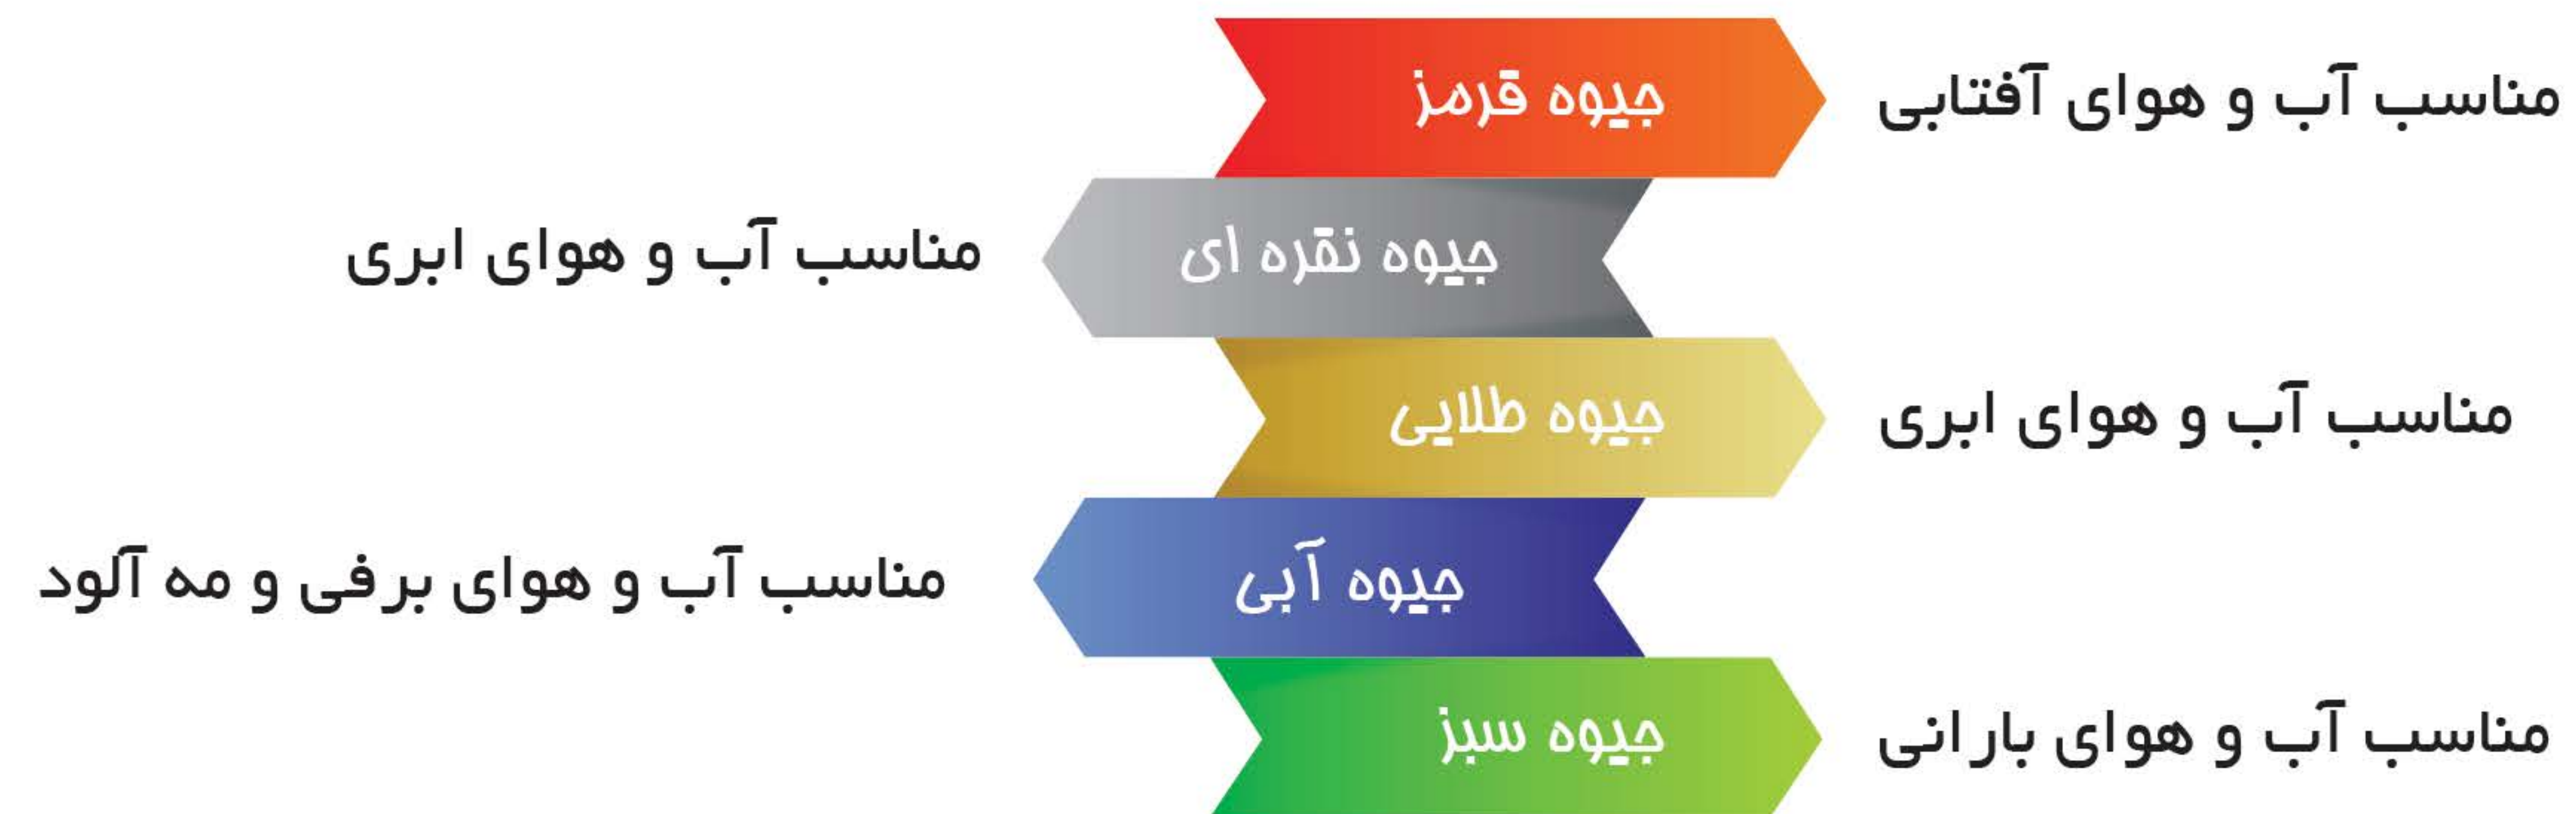 جیوه قرمز
مناسب آب و هوای آفتابی
جیوه نقره ای
مناسب آب و هوای ابری
جیوه طلایی
مناسب آب و هوای ابری
جیوه آبی
مناسب آب و هوای برفی و مه آلود
جیوه سبز
مناسب آب و هوای بارانی